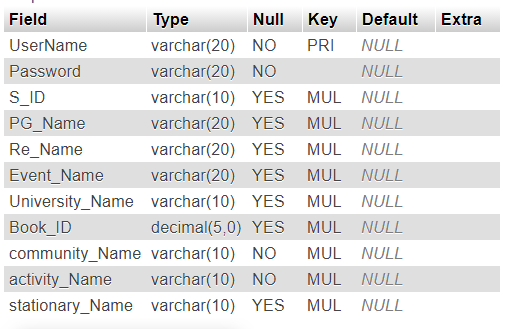 Field Type Null Key Default Extra
UserName varchar(20) NO PRI NULL
Password varchar(20) NO NULL
S_ID varchar(10) YES MUL NULL
PG_Name varchar(20) YES MUL NULL
Re_Name varchar(20) YES MUL NULL
Event_Name varchar(20) YES MUL NULL
University_Name varchar(10) YES MUL NULL
Book_ID decimal(5,0) YES MUL NULL
community_Name varchar(10) NO MUL NULL
activity_Name varchar(10) NO MUL NULL
stationary_Name varchar(10) YES MUL NULL